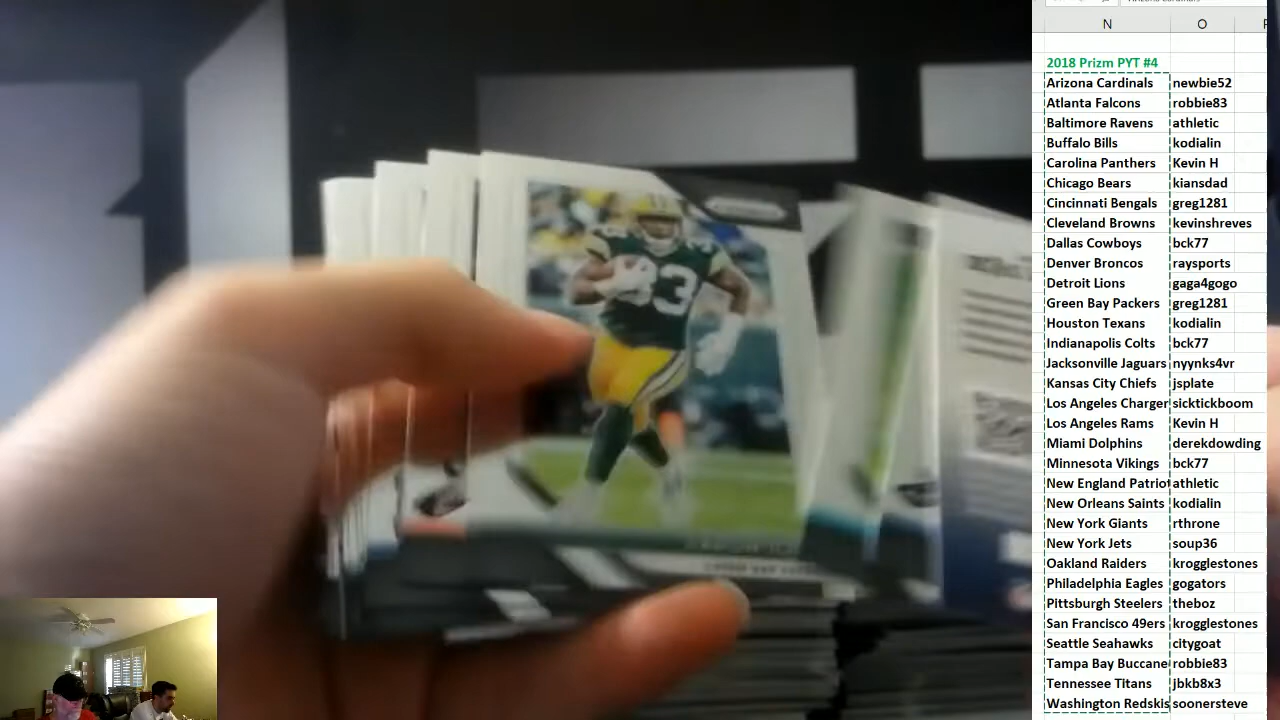 N O
2018 Prizm PYT #4
Arizona Cardinals newbie52
Atlanta Falcons robbie83
Baltimore Ravens athletic
Buffalo Bills kodialin
Carolina Panthers Kevin H
Chicago Bears kiansdad
Cincinnati Bengals greg1281
Cleveland Browns kevinshreves
Dallas Cowboys bck77
Denver Broncos raysports
Detroit Lions gaga4gogo
Green Bay Packers greg1281
Houston Texans kodialin
Indianapolis Colts bck77
Jacksonville Jaguars nyynks4vr
Kansas City Chiefs jsplate
Los Angeles Charger sicktickboom
Los Angeles Rams Kevin H
Miami Dolphins derekdowding
Minnesota Vikings bck77
New England Patriot athletic
New Orleans Saints kodialin
New York Giants rthrone
New York Jets soup36
Oakland Raiders krogglestones
Philadelphia Eagles gogators
Pittsburgh Steelers theboz
San Francisco 49ers krogglestones
Seattle Seahawks citygoat
Tampa Bay Buccane robbie83
Tennessee Titans jbkb8x3
Washington Redskis soonersteve
33